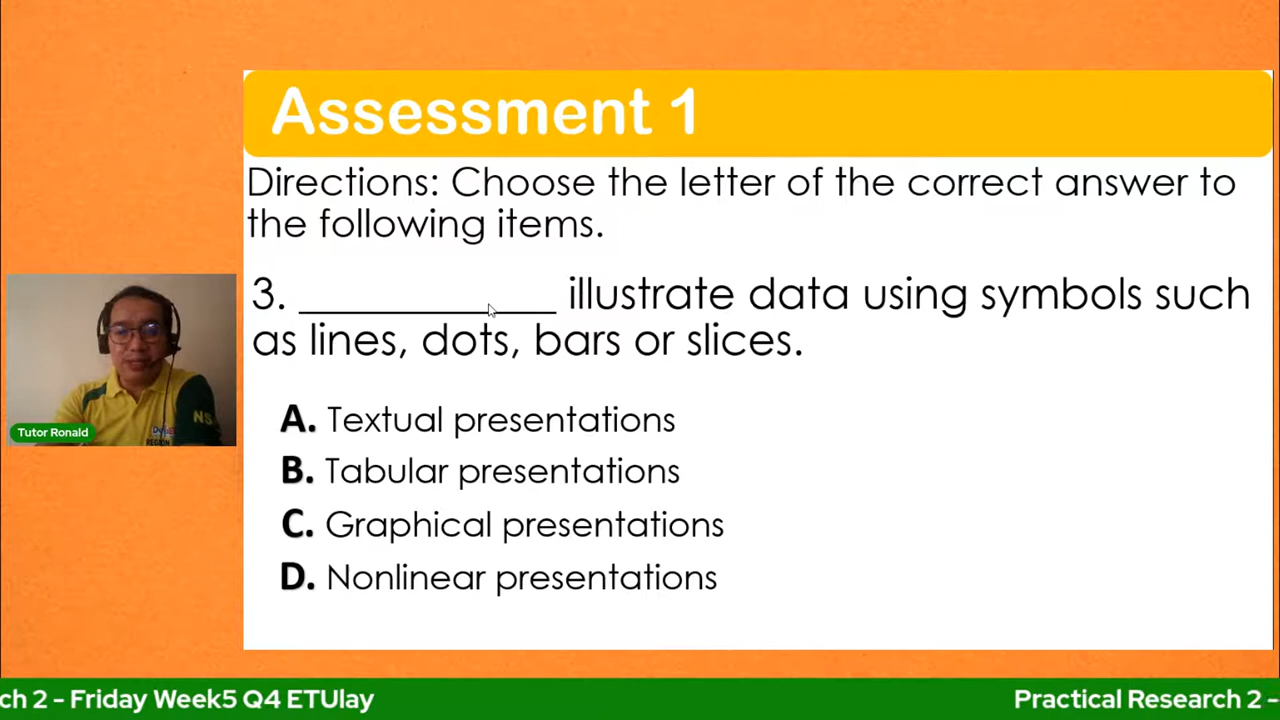 Assessment 1
Directions: Choose the letter of the correct answer to
the following items.
3. ____________ illustrate data using symbols such
as lines, dots, bars or slices.
A. Textual presentations
B. Tabular presentations
C. Graphical presentations
D. Nonlinear presentations
Tutor Ronald
NS
REGION
ch 2 - Friday Week5 Q4 ETUlay
Practical Research 2 -